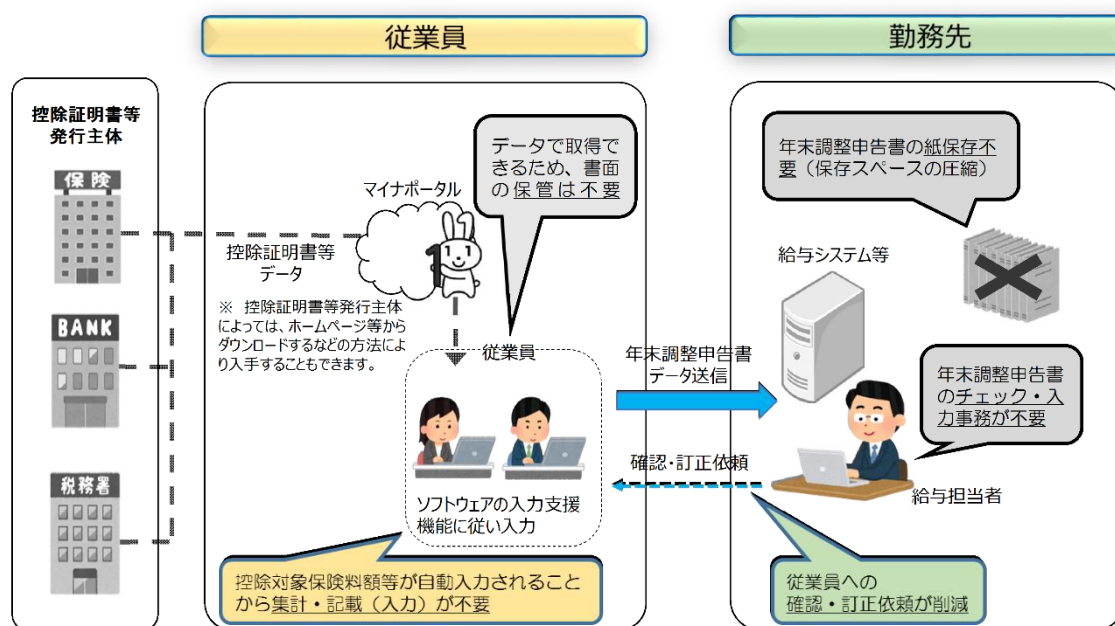 従業員
勤務先
控除証明書等
発行主体
保険
BANK
税務署
マイナポータル
控除証明書等
データ
※ 控除証明書等発行主体
によっては、ホームページ等から
ダウンロードするなどの方法によ
り入手することもできます。
データで取得で
きるため、書面
の保管は不要
従業員
ソフトウェアの入力支援
機能に従い入力
控除対象保険料額等が自動入力されること
から集計・記載（入力）が不要
年末調整申告書
データ送信
確認・訂正依頼
年末調整申告書の紙保存不
要（保存スペースの圧縮）
給与システム等
年末調整申告書
のチェック・入
力事務が不要
給与担当者
従業員への
確認・訂正依頼が削減